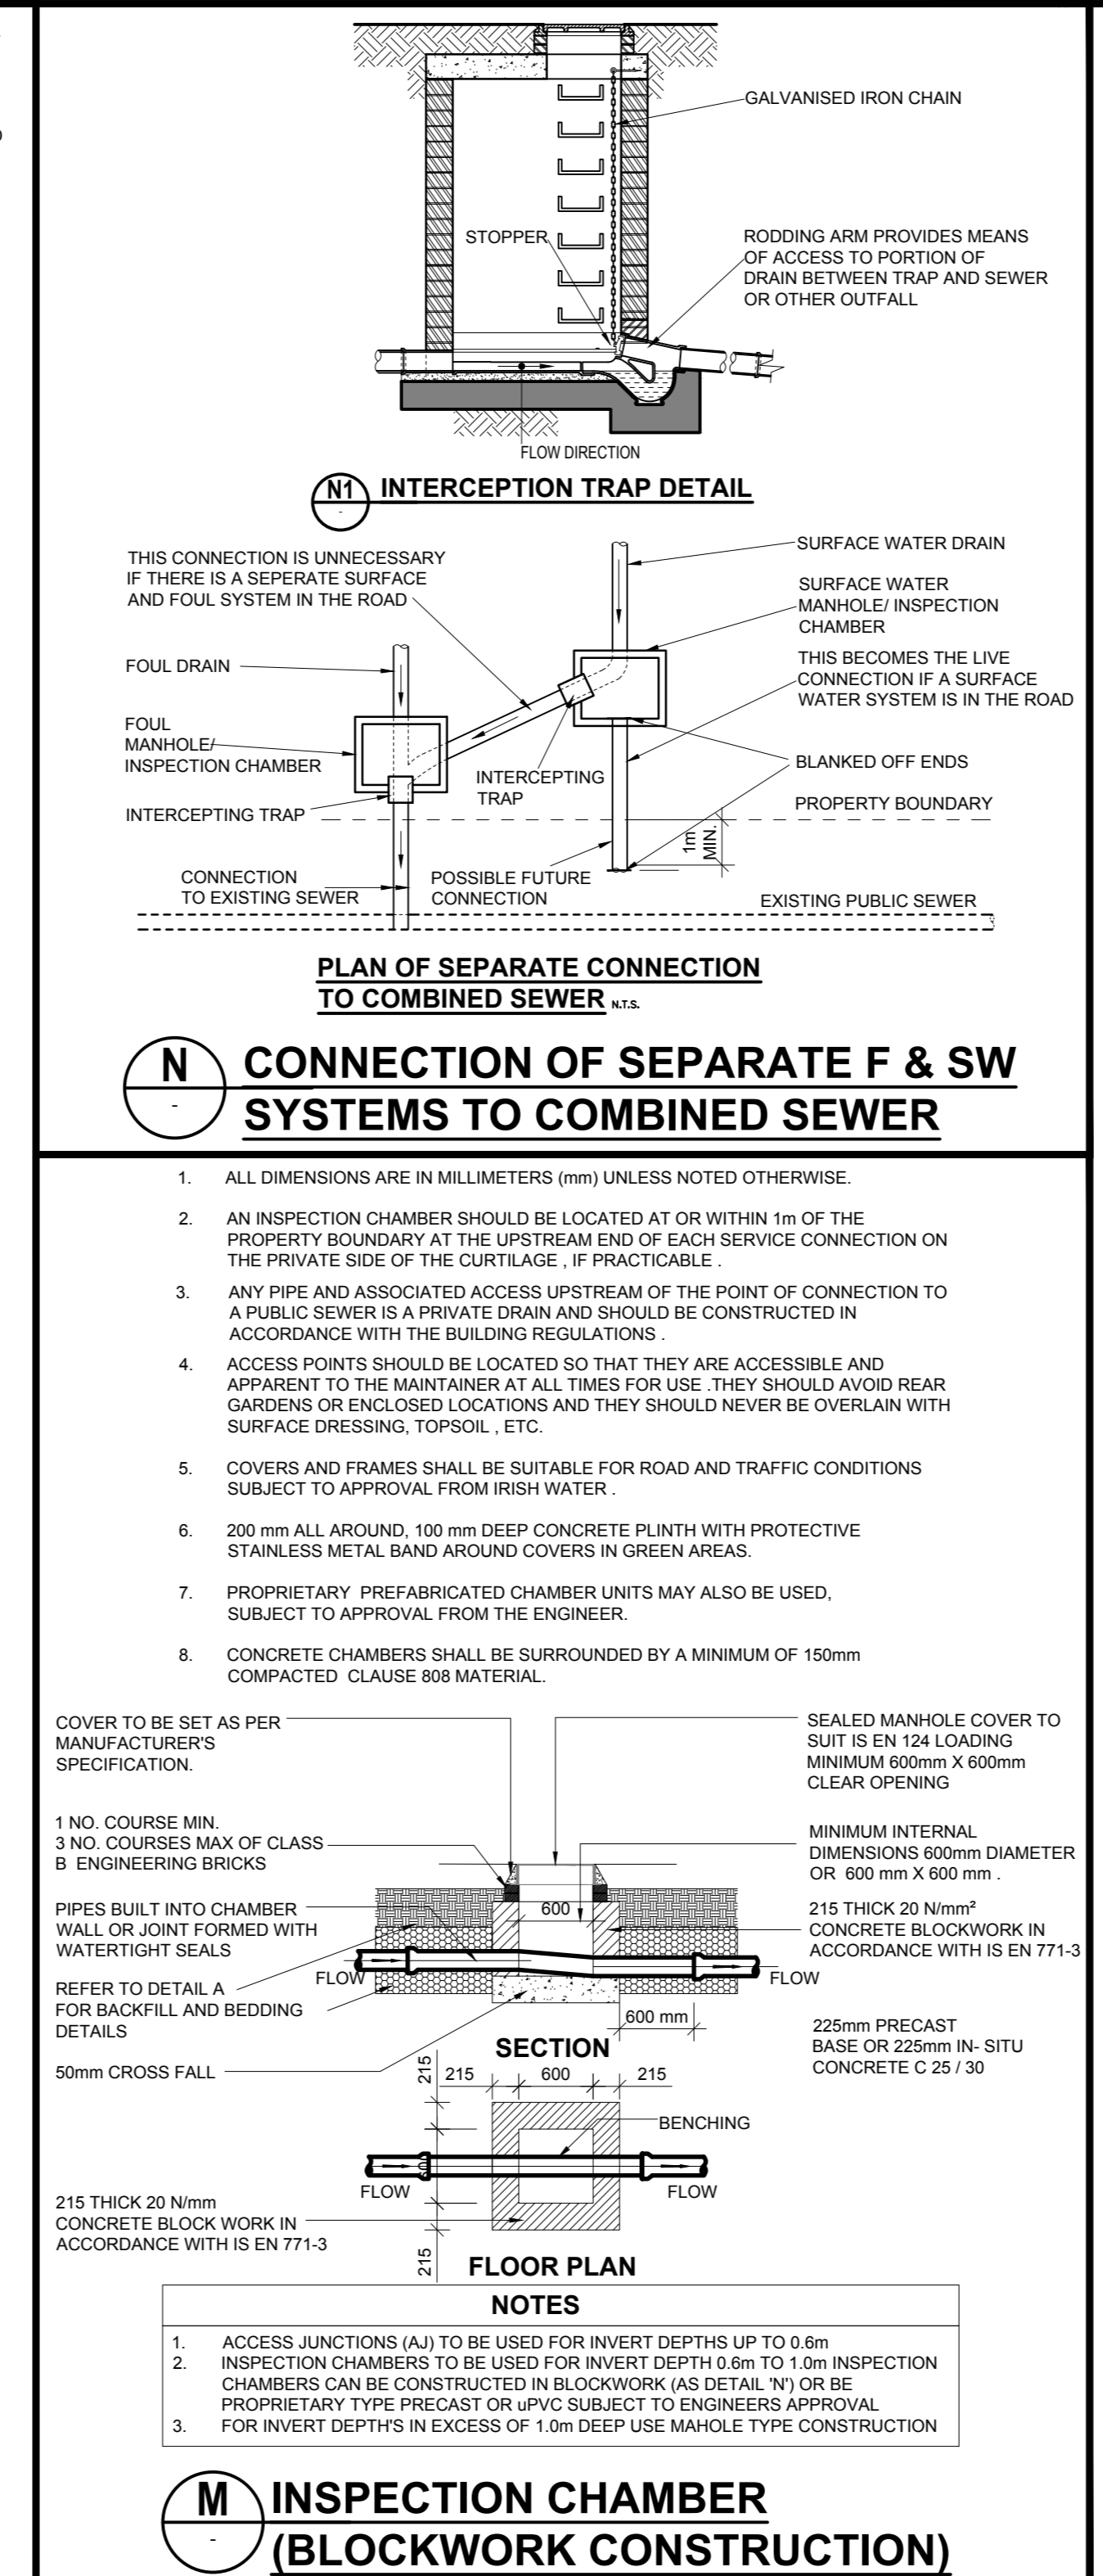 GALVANISED IRON CHAIN
STOPPER
RODDING ARM PROVIDES MEANS
OF ACCESS TO PORTION OF
DRAIN BETWEEN TRAP AND SEWER
OR OTHER OUTFALL
FLOW DIRECTION
N1
-
INTERCEPTION TRAP DETAIL
THIS CONNECTION IS UNNECESSARY
IF THERE IS A SEPERATE SURFACE
AND FOUL SYSTEM IN THE ROAD
SURFACE WATER DRAIN
SURFACE WATER
MANHOLE/ INSPECTION
CHAMBER
FOUL DRAIN
THIS BECOMES THE LIVE
CONNECTION IF A SURFACE
WATER SYSTEM IS IN THE ROAD
FOUL
MANHOLE/
INSPECTION CHAMBER
INTERCEPTING
TRAP
BLANKED OFF ENDS
INTERCEPTING TRAP
PROPERTY BOUNDARY
1m
MIN.
CONNECTION
TO EXISTING SEWER
POSSIBLE FUTURE
CONNECTION
EXISTING PUBLIC SEWER
PLAN OF SEPARATE CONNECTION
TO COMBINED SEWER N.T.S.
N
-
CONNECTION OF SEPARATE F & SW
SYSTEMS TO COMBINED SEWER
1. ALL DIMENSIONS ARE IN MILLIMETERS (mm) UNLESS NOTED OTHERWISE.
2. AN INSPECTION CHAMBER SHOULD BE LOCATED AT OR WITHIN 1m OF THE
PROPERTY BOUNDARY AT THE UPSTREAM END OF EACH SERVICE CONNECTION ON
THE PRIVATE SIDE OF THE CURTILAGE , IF PRACTICABLE .
3. ANY PIPE AND ASSOCIATED ACCESS UPSTREAM OF THE POINT OF CONNECTION TO
A PUBLIC SEWER IS A PRIVATE DRAIN AND SHOULD BE CONSTRUCTED IN
ACCORDANCE WITH THE BUILDING REGULATIONS .
4. ACCESS POINTS SHOULD BE LOCATED SO THAT THEY ARE ACCESSIBLE AND
APPARENT TO THE MAINTAINER AT ALL TIMES FOR USE .THEY SHOULD AVOID REAR
GARDENS OR ENCLOSED LOCATIONS AND THEY SHOULD NEVER BE OVERLAIN WITH
SURFACE DRESSING, TOPSOIL , ETC.
5. COVERS AND FRAMES SHALL BE SUITABLE FOR ROAD AND TRAFFIC CONDITIONS
SUBJECT TO APPROVAL FROM IRISH WATER .
6. 200 mm ALL AROUND, 100 mm DEEP CONCRETE PLINTH WITH PROTECTIVE
STAINLESS METAL BAND AROUND COVERS IN GREEN AREAS.
7. PROPRIETARY PREFABRICATED CHAMBER UNITS MAY ALSO BE USED,
SUBJECT TO APPROVAL FROM THE ENGINEER.
8. CONCRETE CHAMBERS SHALL BE SURROUNDED BY A MINIMUM OF 150mm
COMPACTED CLAUSE 808 MATERIAL.
COVER TO BE SET AS PER
MANUFACTURER'S
SPECIFICATION.
SEALED MANHOLE COVER TO
SUIT IS EN 124 LOADING
MINIMUM 600mm X 600mm
CLEAR OPENING
1 NO. COURSE MIN.
3 NO. COURSES MAX OF CLASS
B ENGINEERING BRICKS
MINIMUM INTERNAL
DIMENSIONS 600mm DIAMETER
OR 600 mm X 600 mm .
PIPES BUILT INTO CHAMBER
WALL OR JOINT FORMED WITH
WATERTIGHT SEALS
600
215 THICK 20 N/mm²
CONCRETE BLOCKWORK IN
ACCORDANCE WITH IS EN 771-3
FLOW
FLOW
REFER TO DETAIL A
FOR BACKFILL AND BEDDING
DETAILS
600 mm
225mm PRECAST
BASE OR 225mm IN- SITU
CONCRETE C 25 / 30
SECTION
50mm CROSS FALL
215
215
600
215
BENCHING
600
FLOW
FLOW
215 THICK 20 N/mm
CONCRETE BLOCK WORK IN
ACCORDANCE WITH IS EN 771-3
215
FLOOR PLAN
NOTES
1. ACCESS JUNCTIONS (AJ) TO BE USED FOR INVERT DEPTHS UP TO 0.6m
2. INSPECTION CHAMBERS TO BE USED FOR INVERT DEPTH 0.6m TO 1.0m INSPECTION
CHAMBERS CAN BE CONSTRUCTED IN BLOCKWORK (AS DETAIL 'N') OR BE
PROPRIETARY TYPE PRECAST OR uPVC SUBJECT TO ENGINEERS APPROVAL
3. FOR INVERT DEPTH'S IN EXCESS OF 1.0m DEEP USE MAHOLE TYPE CONSTRUCTION
M
-
INSPECTION CHAMBER
(BLOCKWORK CONSTRUCTION)